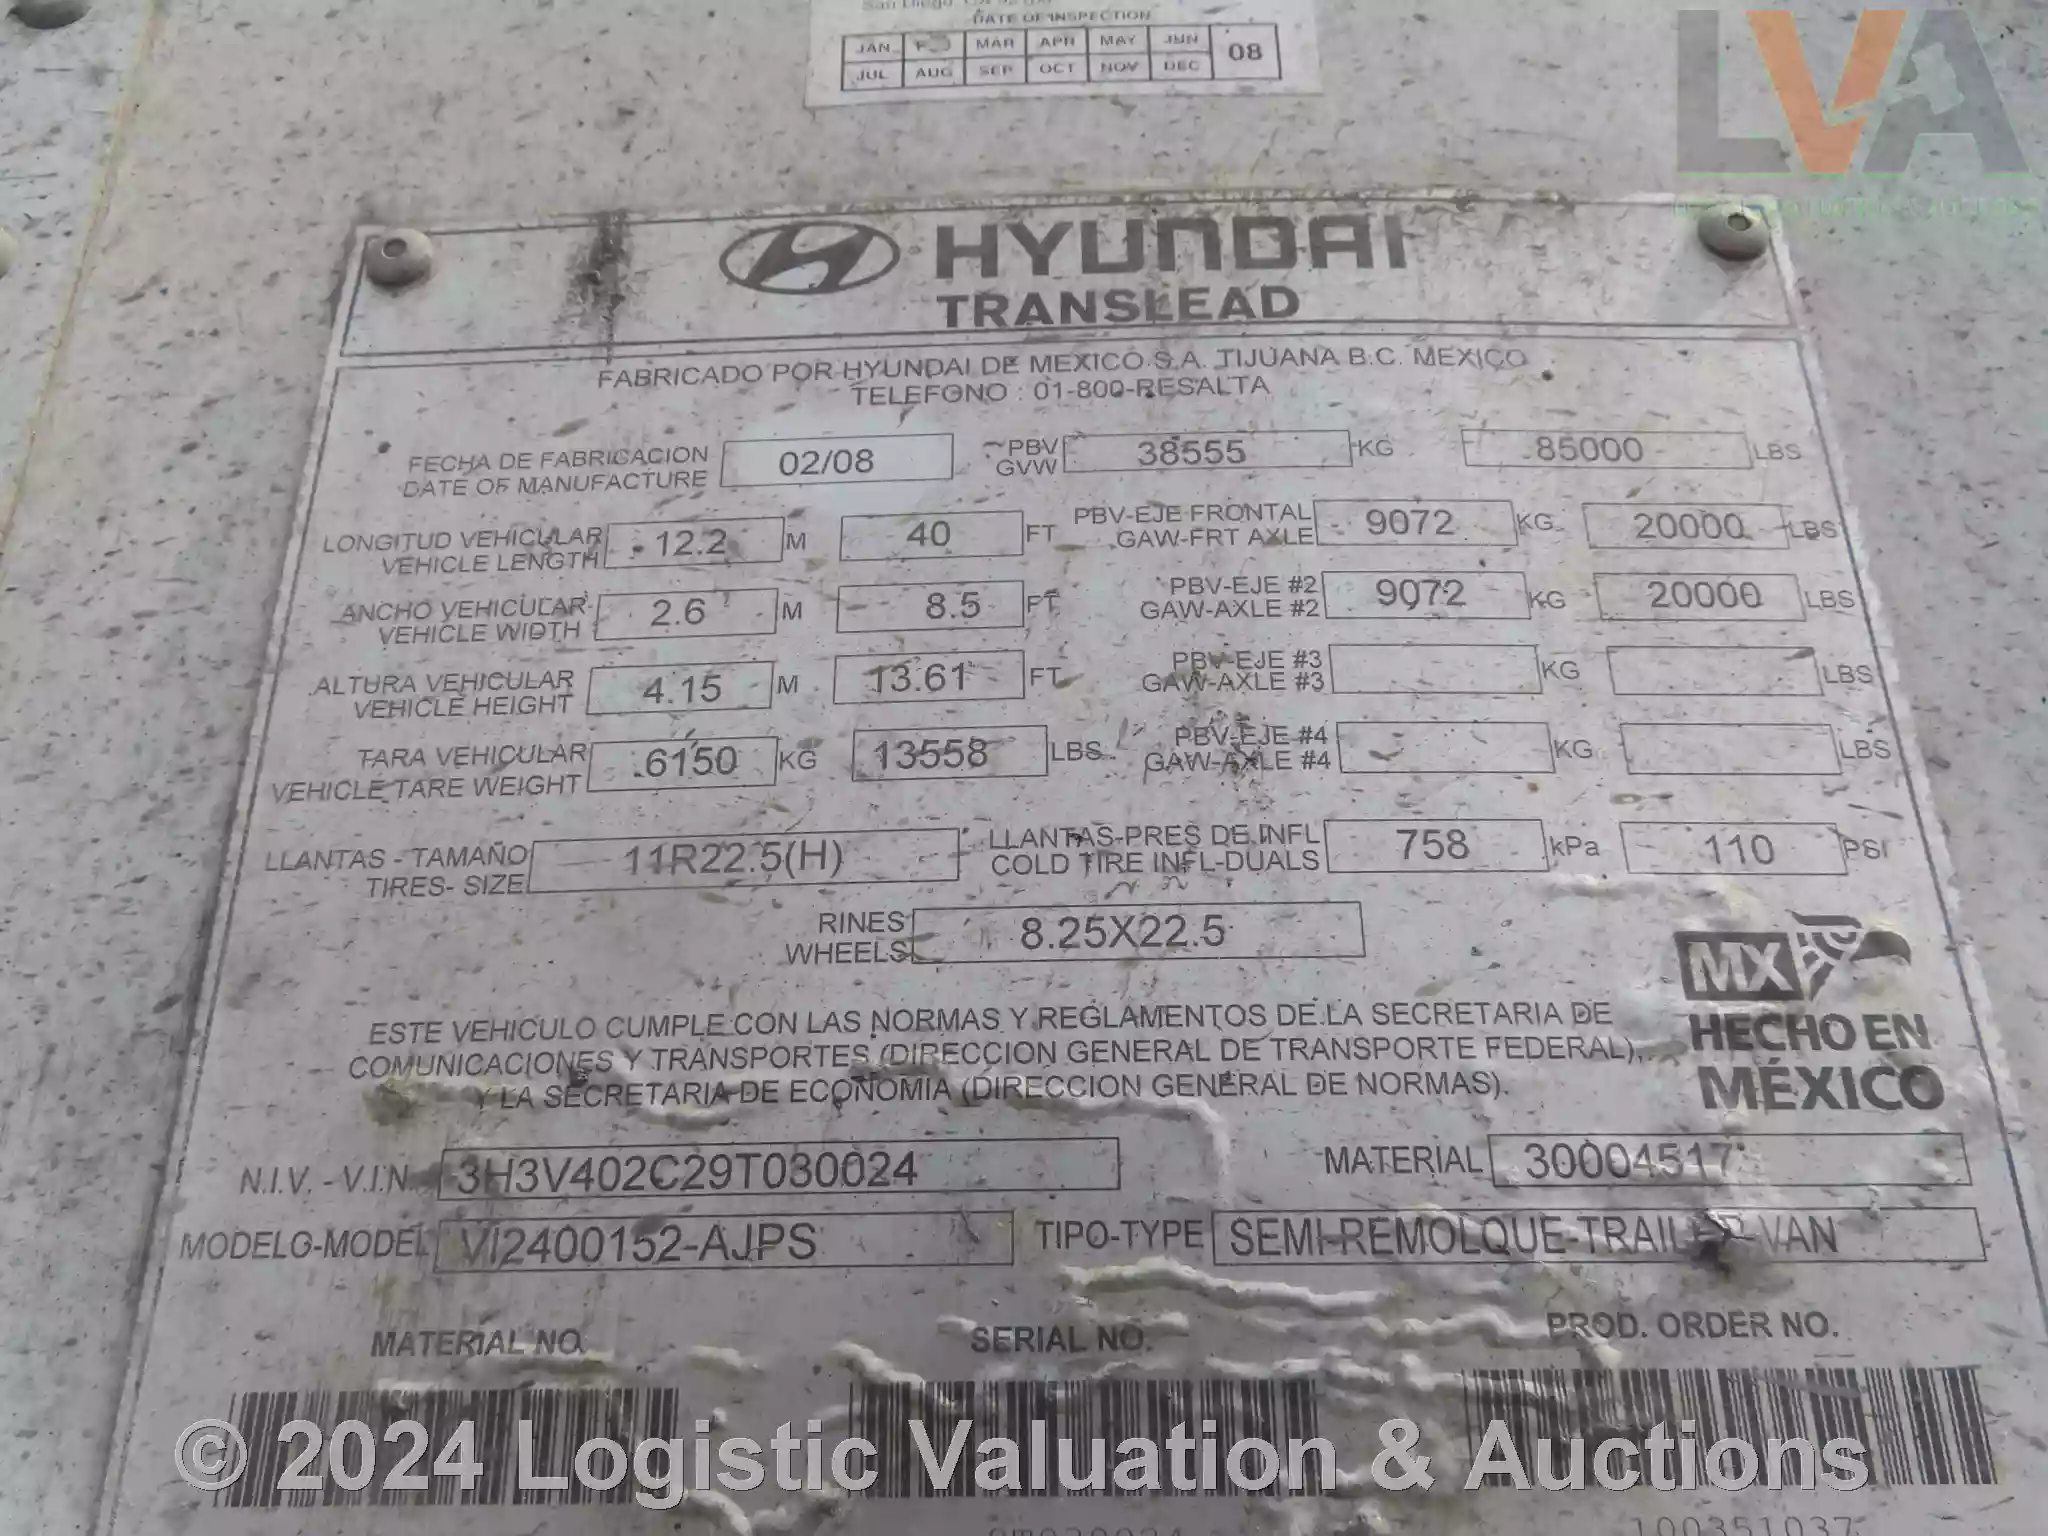 DATE OF INSPECTION
JAN MAR APR MAY JUN 08
JUL AUG SEP OCT NOV DEC
LVA
HYUNDAI
TRANSLEAD
FABRICADO POR HYUNDAI DE MEXICO S.A. TIJUANA B.C. MEXICO
TELEFONO : 01-800-RESALTA
FECHA DE FABRICACION
DATE OF MANUFACTURE 02/08
PBV
GVW 38555 KG 85000 LBS
LONGITUD VEHICULAR
VEHICLE LENGTH 12.2 M 40 FT
PBV-EJE FRONTAL
GAW-FRT AXLE 9072 KG 20000 LBS
ANCHO VEHICULAR
VEHICLE WIDTH 2.6 M 8.5 FT
PBV-EJE #2
GAW-AXLE #2 9072 KG 20000 LBS
ALTURA VEHICULAR
VEHICLE HEIGHT 4.15 M 13.61 FT
PBV-EJE #3
GAW-AXLE #3 KG LBS
TARA VEHICULAR
VEHICLE TARE WEIGHT 6150 KG 13558 LBS
PBV-EJE #4
GAW-AXLE #4 KG LBS
LLANTAS - TAMAÑO
TIRES- SIZE 11R22.5(H)
LLANTAS-PRES DE INFL
COLD TIRE INFL-DUALS 758 kPa 110 PSI
RINES
WHEELS 8.25X22.5
ESTE VEHICULO CUMPLE CON LAS NORMAS Y REGLAMENTOS DE LA SECRETARIA DE
COMUNICACIONES Y TRANSPORTES (DIRECCION GENERAL DE TRANSPORTE FEDERAL),
Y LA SECRETARIA DE ECONOMIA (DIRECCION GENERAL DE NORMAS).
MX
HECHO EN
MÉXICO
N.I.V. - V.I.N. 3H3V402C29T030024 MATERIAL 30004517
MODELO-MODEL VI2400152-AJPS TIPO-TYPE SEMI-REMOLQUE-TRAILER-VAN
MATERIAL NO. SERIAL NO. PROD. ORDER NO.
© 2024 Logistic Valuation & Auctions
100351037